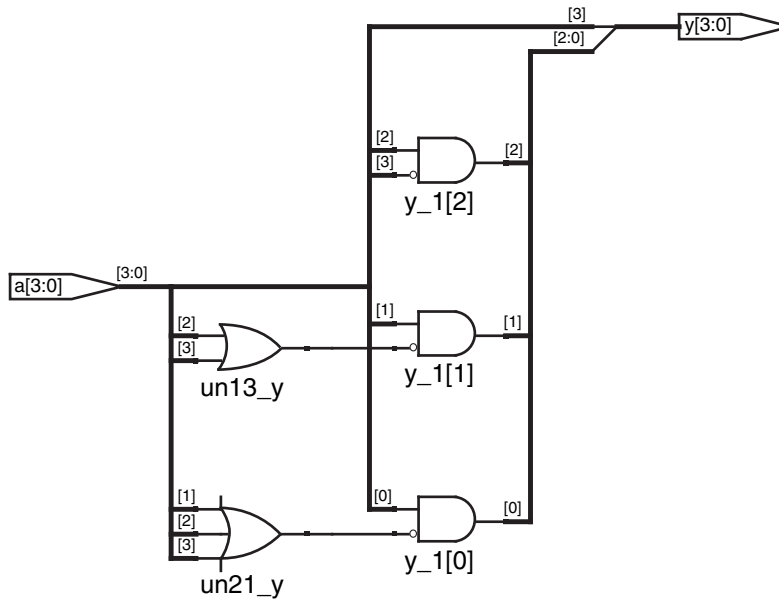 [3]
y[3:0]
[2:0]
[2]
[2]
[3]
y_1[2]
[3:0]
a[3:0]
[1]
[1]
[2]
[3]
y_1[1]
un13_y
[0]
[0]
[1]
[2]
[3]
y_1[0]
un21_y